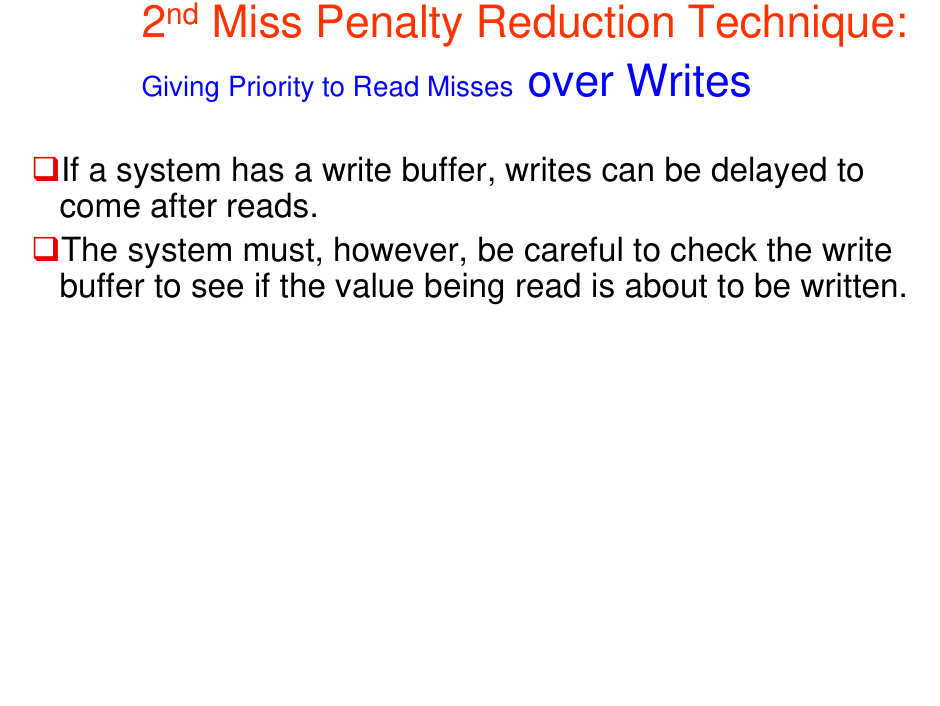 2nd Miss Penalty Reduction Technique:
Giving Priority to Read Misses over Writes
❑If a system has a write buffer, writes can be delayed to
come after reads.
❑The system must, however, be careful to check the write
buffer to see if the value being read is about to be written.